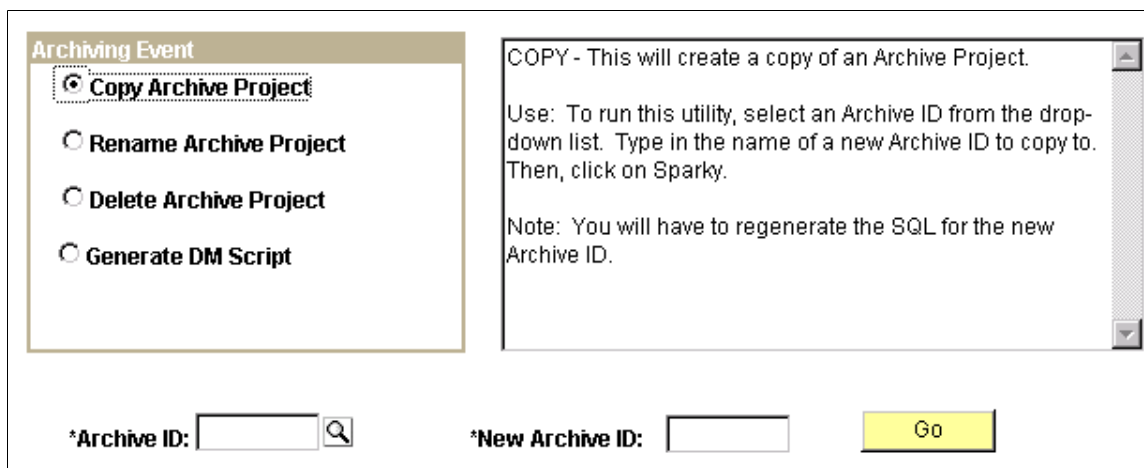 Archiving Event
Copy Archive Project
Rename Archive Project
Delete Archive Project
Generate DM Script
COPY - This will create a copy of an Archive Project.
Use:  To run this utility, select an Archive ID from the drop-
down list.  Type in the name of a new Archive ID to copy to.
Then, click on Sparky.
Note:  You will have to regenerate the SQL for the new
Archive ID.
*Archive ID:
*New Archive ID:
Go